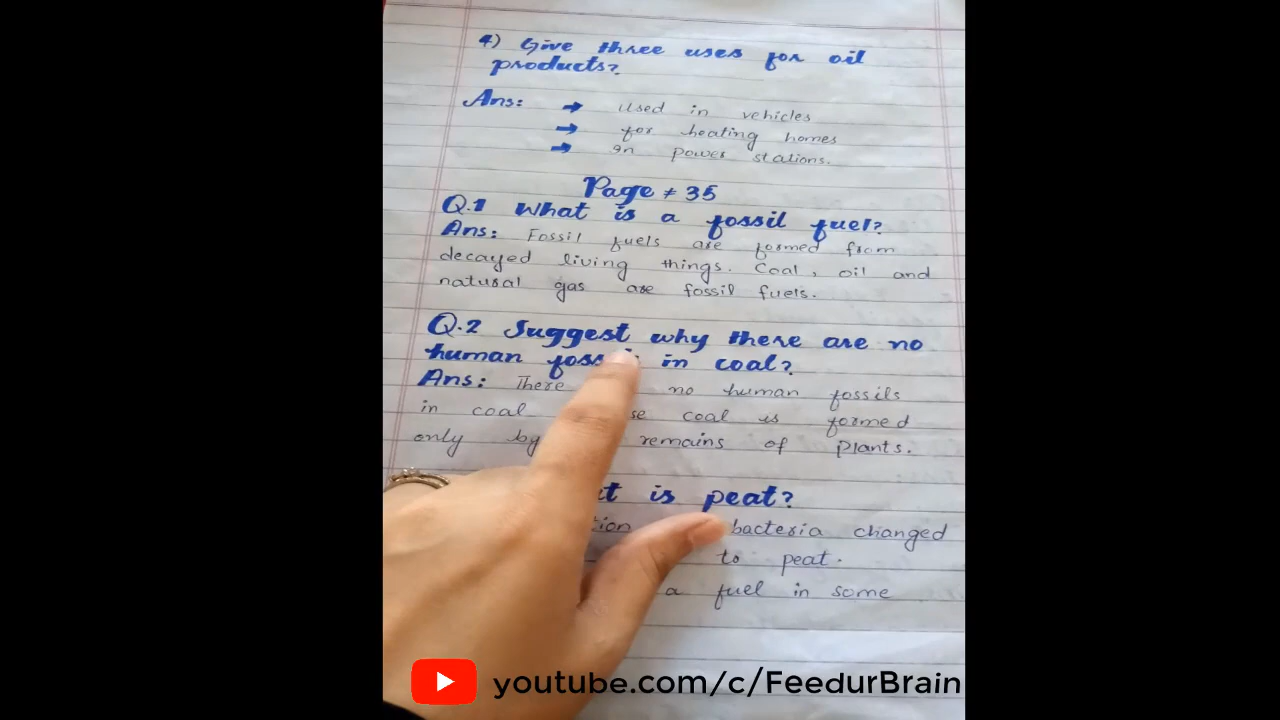 4) Give three uses for oil
products?
Ans: → Used in vehicles
→ for heating homes
→ In power stations.
Page # 35
Q.1 What is a fossil fuel?
Ans: Fossil fuels are formed from
decayed living things. Coal, oil and
natural gas are fossil fuels.
Q.2 Suggest why there are no
human in coal?
Ans: There no human fossils
in coal coal is formed
only by remains of plants.
is peat?
bacteria changed
to peat.
a fuel in some
youtube.com/c/FeedurBrain